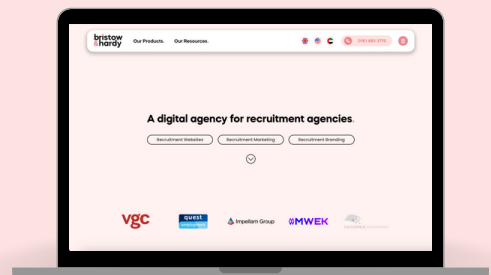 bristow
&hardy
Our Products.
Our Resources.
A digital agency for recruitment agencies.
Recruitment Websites
Recruitment Marketing
Recruitment Branding
vgc
quest
employment
Impellam Group
MWEK